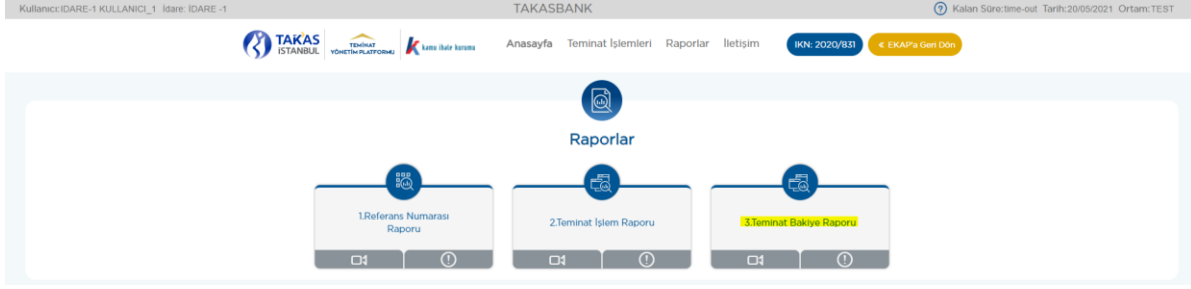 Kullanıcı:IDARE-1 KULLANICI_1 İdare: İDARE -1 TAKASBANK Kalan Süre:time-out Tarih:20/05/2021 Ortam:TEST
TAKAS İSTANBUL TEMİNAT YÖNETİM PLATFORMU kamu ihale kurumu Anasayfa Teminat İşlemleri Raporlar İletişim IKN: 2020/831 « EKAP'a Geri Dön
Raporlar
1.Referans Numarası Raporu
2.Teminat İşlem Raporu
3.Teminat Bakiye Raporu